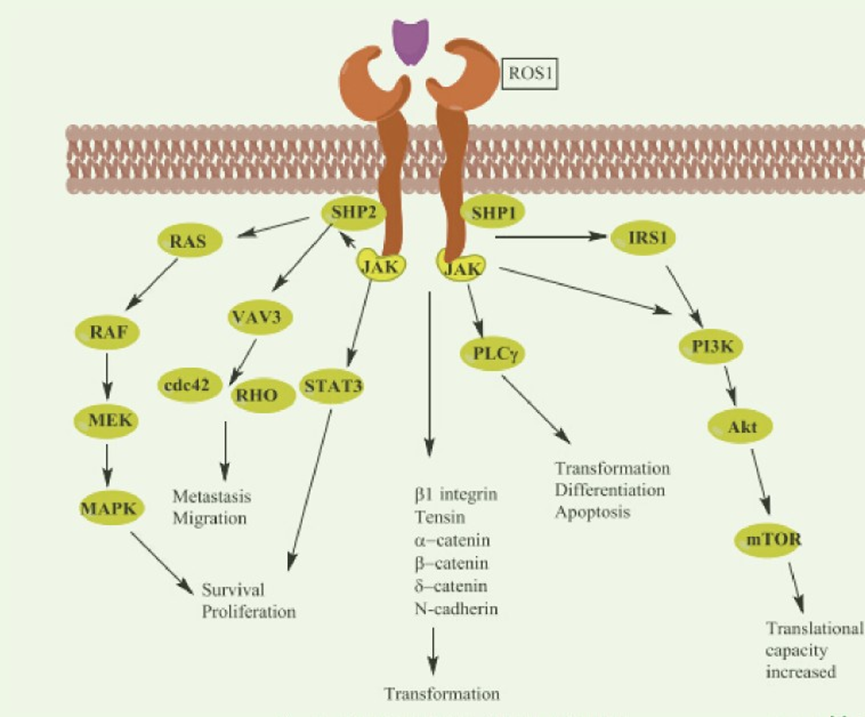 ROS1
SHP2
SHP1
RAS
IRS1
JAK
JAK
VAV3
RAF
PI3K
PLCγ
cdc42
RHO
STAT3
MEK
Akt
Metastasis
Migration
Transformation
Differentiation
Apoptosis
MAPK
β1 integrin
Tensin
α–catenin
β–catenin
δ–catenin
N-cadherin
mTOR
Survival
Proliferation
Translational
capacity
increased
Transformation